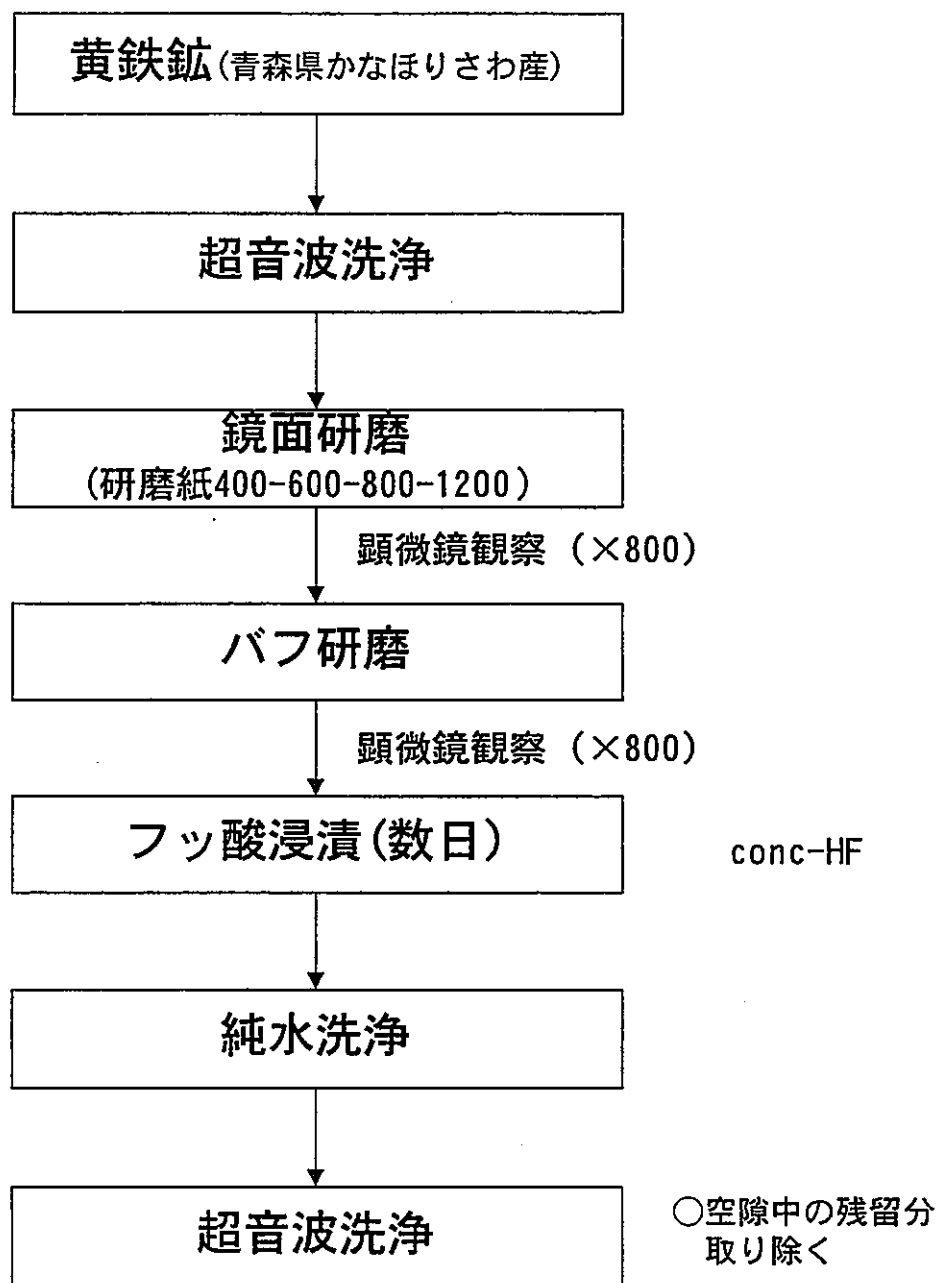 黄鉄鉱(青森県かなほりさわ産)
超音波洗浄
鏡面研磨
(研磨紙400-600-800-1200)
顕微鏡観察 (×800)
バフ研磨
顕微鏡観察 (×800)
フッ酸浸漬(数日)
conc-HF
純水洗浄
超音波洗浄
○空隙中の残留分
取り除く